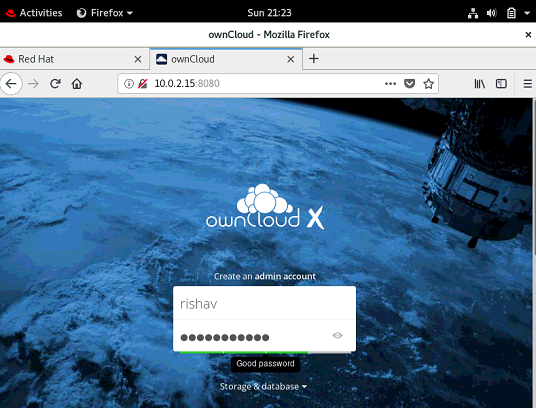 Activities Firefox Sun 21:23
ownCloud - Mozilla Firefox
Red Hat ownCloud
10.0.2.15:8080
ownCloud X
Create an admin account
rishav
Good password
Storage & database